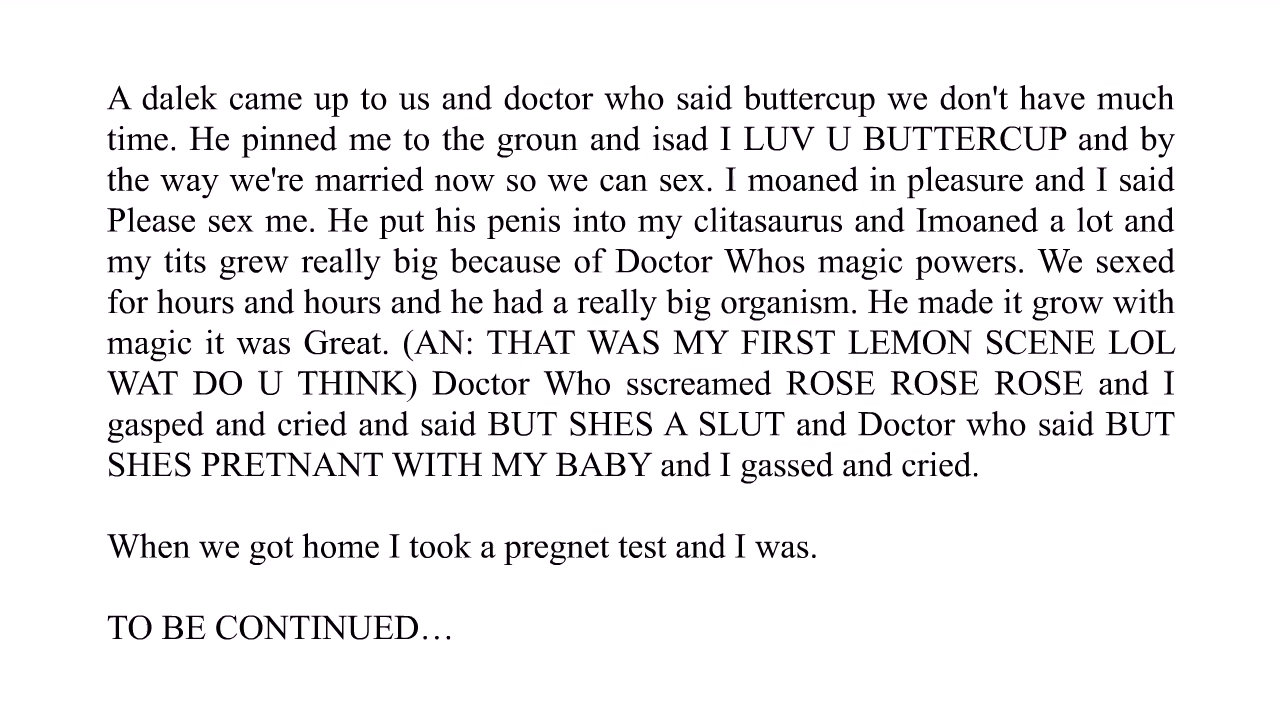 A dalek came up to us and doctor who said buttercup we don't have much
time. He pinned me to the groun and isad I LUV U BUTTERCUP and by
the way we're married now so we can sex. I moaned in pleasure and I said
Please sex me. He put his penis into my clitasaurus and Imoaned a lot and
my tits grew really big because of Doctor Whos magic powers. We sexed
for hours and hours and he had a really big organism. He made it grow with
magic it was Great. (AN: THAT WAS MY FIRST LEMON SCENE LOL
WAT DO U THINK) Doctor Who sscreamed ROSE ROSE ROSE and I
gasped and cried and said BUT SHES A SLUT and Doctor who said BUT
SHES PRETNANT WITH MY BABY and I gassed and cried.
When we got home I took a pregnet test and I was.
TO BE CONTINUED…